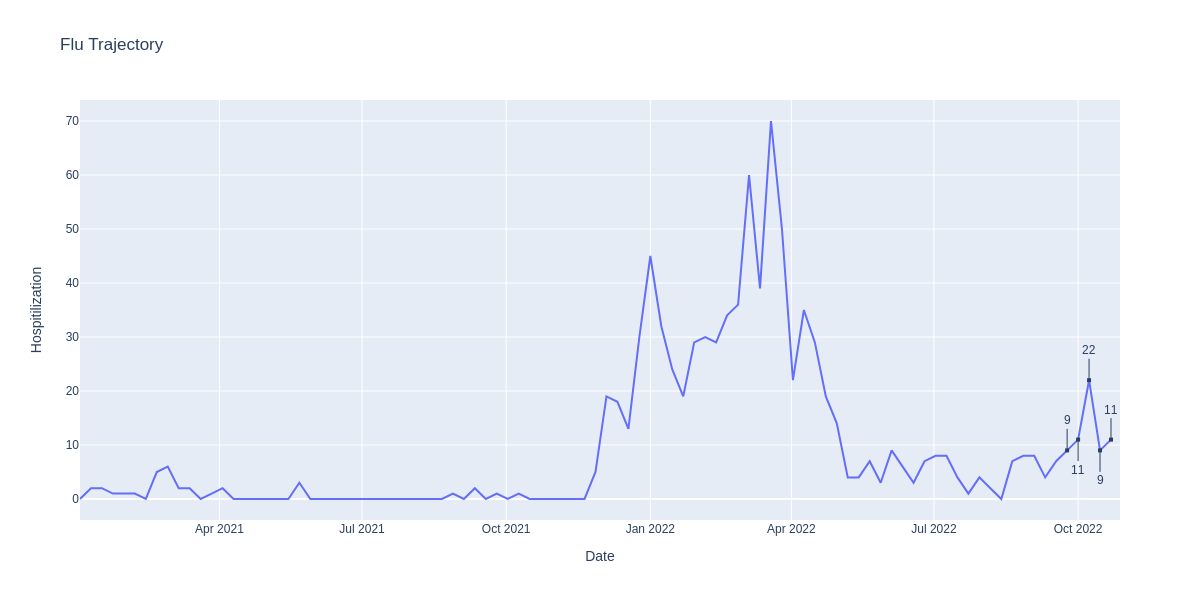 Flu Trajectory
70
60
50
40
30
20
10
0
Hospitilization
22
11
9
11
9
Apr 2021
Jul 2021
Oct 2021
Jan 2022
Apr 2022
Jul 2022
Oct 2022
Date